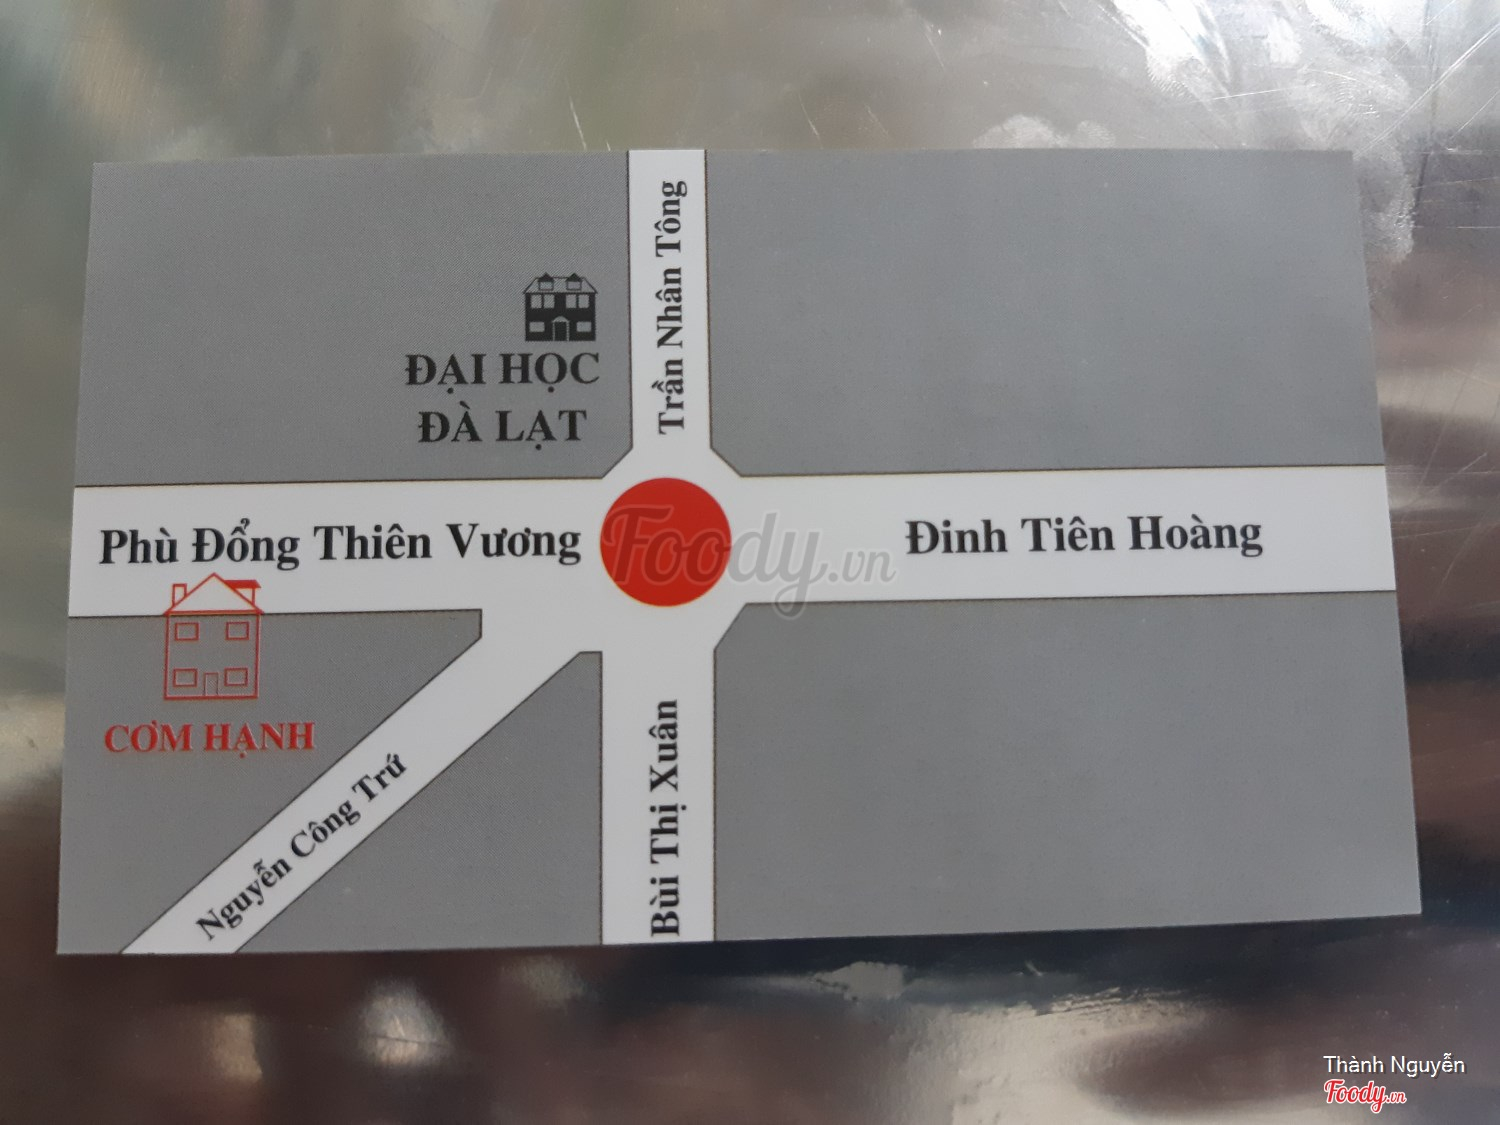 Trần Nhân Tông
ĐẠI HỌC
ĐÀ LẠT
Phù Đổng Thiên Vương
Đinh Tiên Hoàng
Foody.vn
CƠM HẠNH
Nguyễn Công Trứ
Bùi Thị Xuân
Thành Nguyễn
Foody.vn